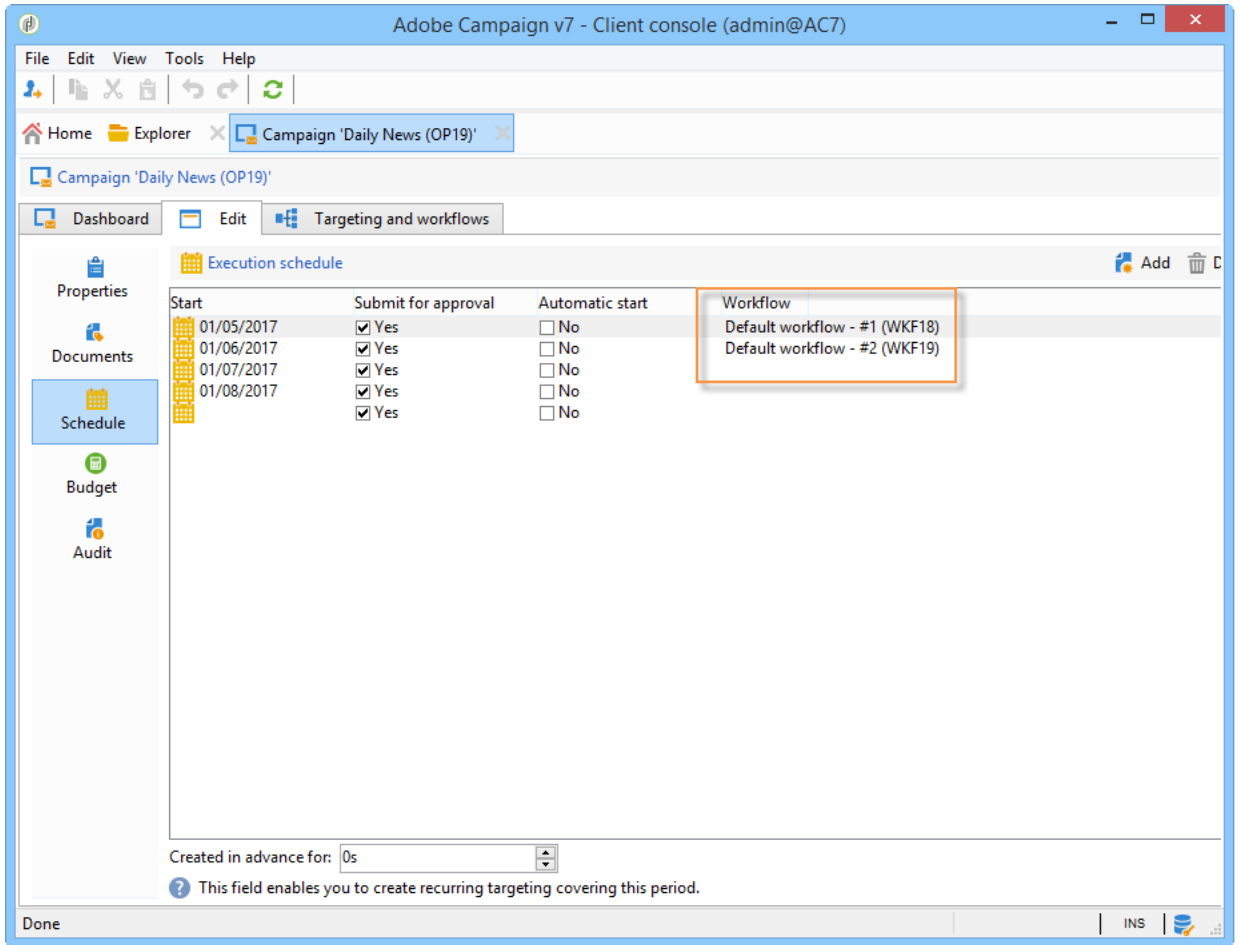 Adobe Campaign v7 - Client console (admin@AC7)
File Edit View Tools Help
Home Explorer Campaign 'Daily News (OP19)'
Campaign 'Daily News (OP19)'
Dashboard Edit Targeting and workflows
Execution schedule Add D
Properties
Documents
Schedule
Budget
Audit
Start Submit for approval Automatic start Workflow
01/05/2017 Yes No Default workflow - #1 (WKF18)
01/06/2017 Yes No Default workflow - #2 (WKF19)
01/07/2017 Yes No
01/08/2017 Yes No
Yes No
Created in advance for: 0s
? This field enables you to create recurring targeting covering this period.
Done INS